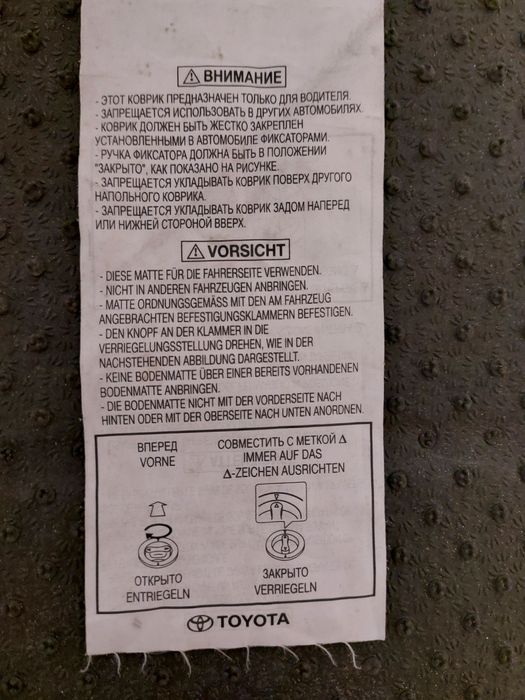 ⚠ ВНИМАНИЕ
- ЭТОТ КОВРИК ПРЕДНАЗНАЧЕН ТОЛЬКО ДЛЯ ВОДИТЕЛЯ.
- ЗАПРЕЩАЕТСЯ ИСПОЛЬЗОВАТЬ В ДРУГИХ АВТОМОБИЛЯХ.
- КОВРИК ДОЛЖЕН БЫТЬ ЖЕСТКО ЗАКРЕПЛЕН
УСТАНОВЛЕННЫМИ В АВТОМОБИЛЕ ФИКСАТОРАМИ.
- РУЧКА ФИКСАТОРА ДОЛЖНА БЫТЬ В ПОЛОЖЕНИИ
"ЗАКРЫТО", КАК ПОКАЗАНО НА РИСУНКЕ.
- ЗАПРЕЩАЕТСЯ УКЛАДЫВАТЬ КОВРИК ПОВЕРХ ДРУГОГО
НАПОЛЬНОГО КОВРИКА.
- ЗАПРЕЩАЕТСЯ УКЛАДЫВАТЬ КОВРИК ЗАДОМ НАПЕРЕД
ИЛИ НИЖНЕЙ СТОРОНОЙ ВВЕРХ.
⚠ VORSICHT
- DIESE MATTE FÜR DIE FAHRERSEITE VERWENDEN.
- NICHT IN ANDEREN FAHRZEUGEN ANBRINGEN.
- MATTE ORDNUNGSGEMÄSS MIT DEN AM FAHRZEUG
ANGEBRACHTEN BEFESTIGUNGSKLAMMERN BEFESTIGEN.
- DEN KNOPF AN DER KLAMMER IN DIE
VERRIEGELUNGSSTELLUNG DREHEN, WIE IN DER
NACHSTEHENDEN ABBILDUNG DARGESTELLT.
- KEINE BODENMATTE ÜBER EINER BEREITS VORHANDENEN
BODENMATTE ANBRINGEN.
- DIE BODENMATTE NICHT MIT DER VORDERSEITE NACH
HINTEN ODER MIT DER OBERSEITE NACH UNTEN ANORDNEN.
ВПЕРЕД
VORNE
СОВМЕСТИТЬ С МЕТКОЙ Δ
IMMER AUF DAS
Δ-ZEICHEN AUSRICHTEN
ОТКРЫТО
ENTRIEGELN
ЗАКРЫТО
VERRIEGELN
TOYOTA